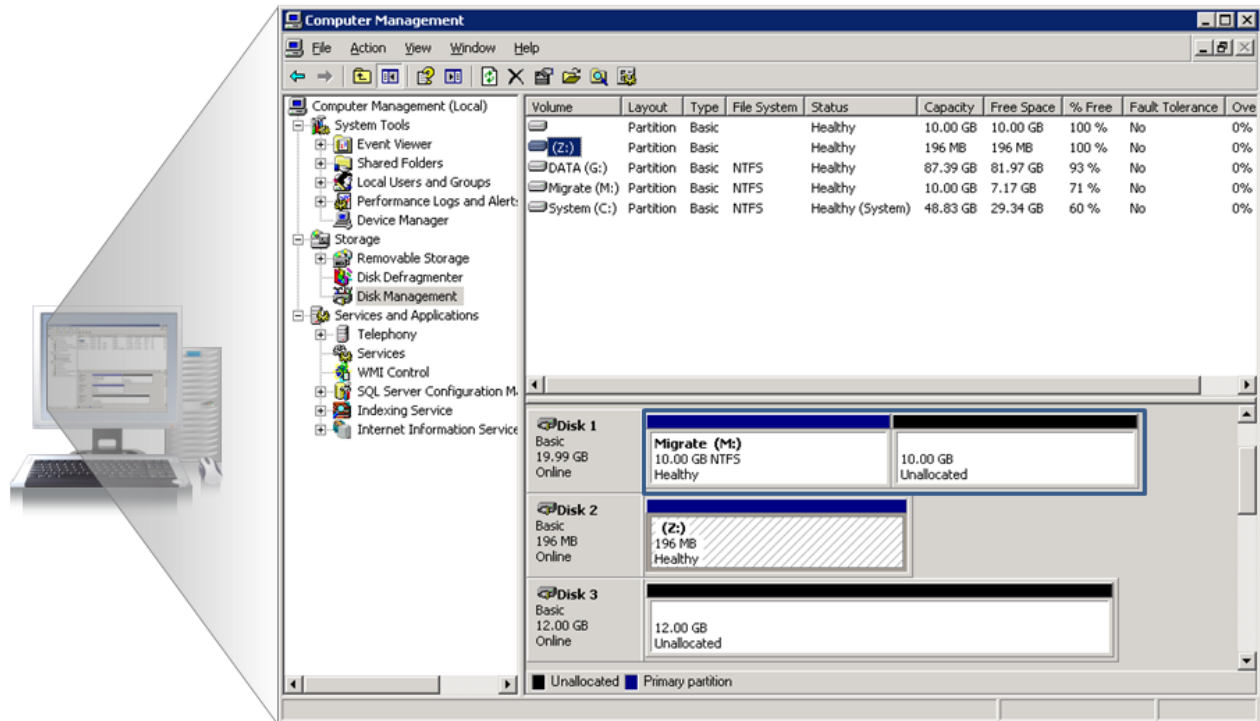 Computer Management
File Action View Window Help
Computer Management (Local)
System Tools
Event Viewer
Shared Folders
Local Users and Groups
Performance Logs and Alert:
Device Manager
Storage
Removable Storage
Disk Defragmenter
Disk Management
Services and Applications
Telephony
Services
WMI Control
SQL Server Configuration M
Indexing Service
Internet Information Service
Volume Layout Type File System Status Capacity Free Space % Free Fault Tolerance Ove
Partition Basic Healthy 10.00 GB 10.00 GB 100 % No 0%
(Z:) Partition Basic Healthy 196 MB 196 MB 100 % No 0%
DATA (G:) Partition Basic NTFS Healthy 87.39 GB 81.97 GB 93 % No 0%
Migrate (M:) Partition Basic NTFS Healthy 10.00 GB 7.17 GB 71 % No 0%
System (C:) Partition Basic NTFS Healthy (System) 48.83 GB 29.34 GB 60 % No 0%
Disk 1
Basic
19.99 GB
Online
Migrate (M:)
10.00 GB NTFS
Healthy
10.00 GB
Unallocated
Disk 2
Basic
196 MB
Online
(Z:)
196 MB
Healthy
Disk 3
Basic
12.00 GB
Online
12.00 GB
Unallocated
Unallocated Primary partition